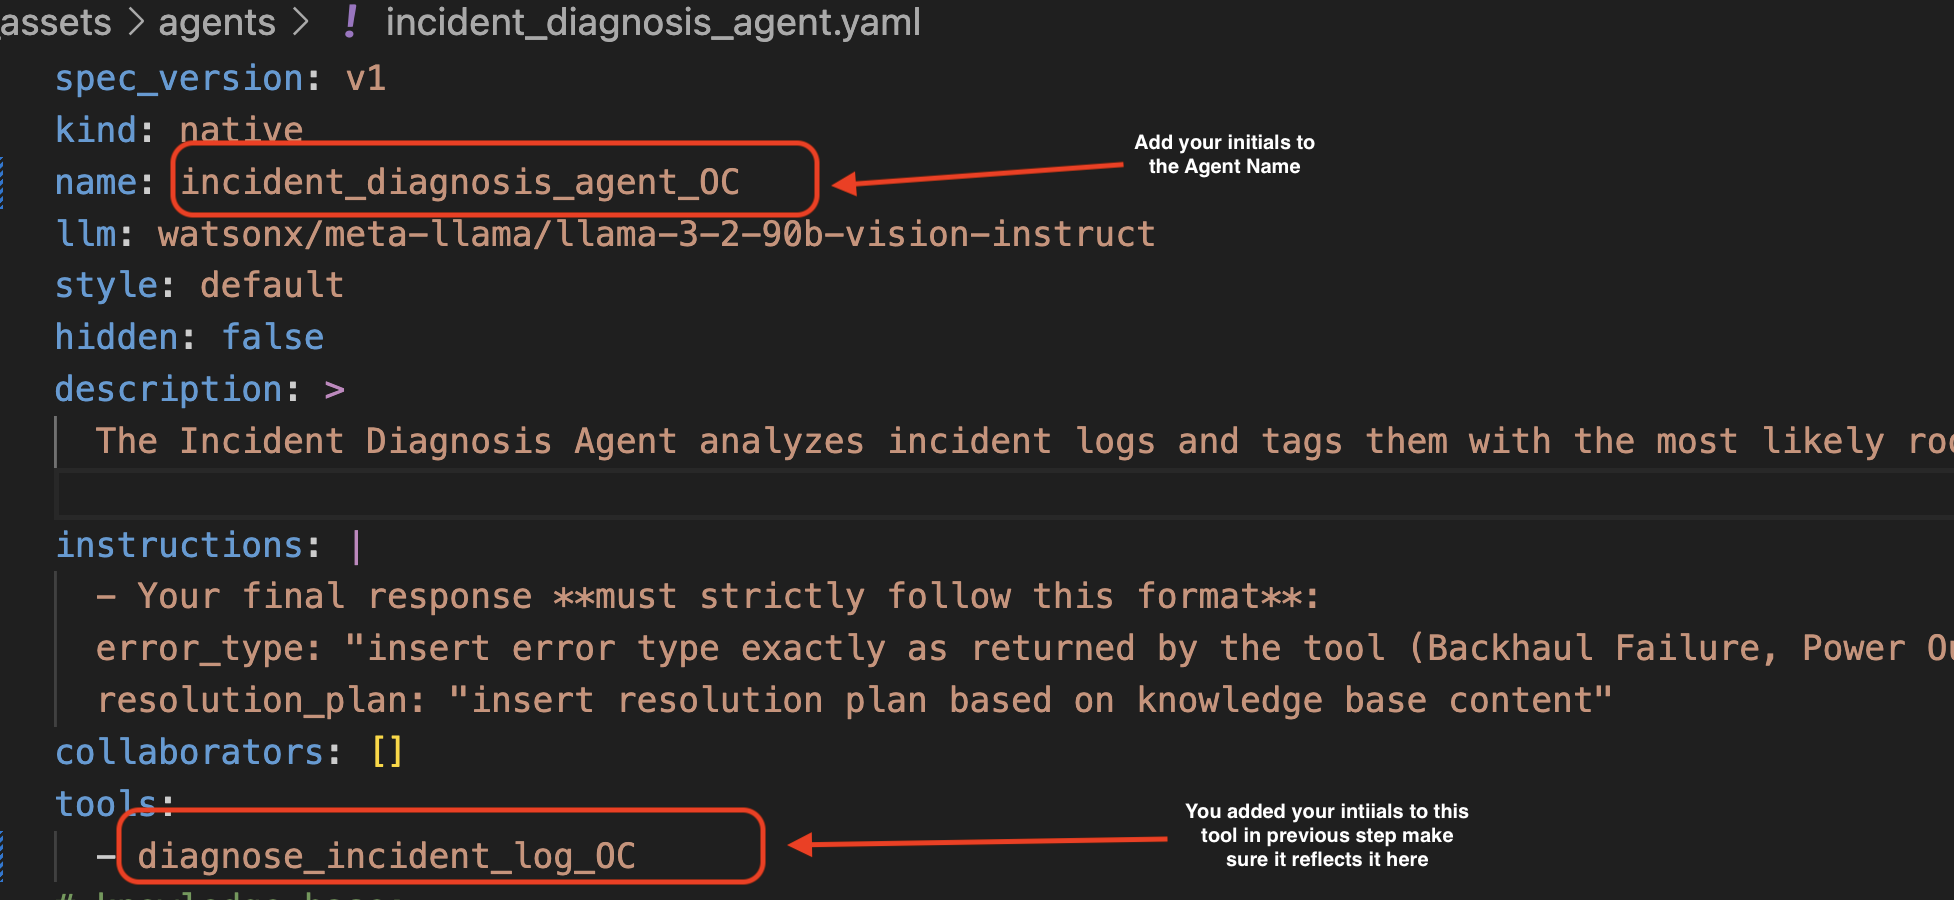 assets > agents > ! incident_diagnosis_agent.yaml
spec_version: v1
kind: native
Add your initials to
the Agent Name
name: incident_diagnosis_agent_OC
llm: watsonx/meta-llama/llama-3-2-90b-vision-instruct
style: default
hidden: false
description: >
The Incident Diagnosis Agent analyzes incident logs and tags them with the most likely
instructions: |
- Your final response **must strictly follow this format**:
error_type: "insert error type exactly as returned by the tool (Backhaul Failure, Power
resolution_plan: "insert resolution plan based on knowledge base content"
collaborators: []
tools:
You added your intiials to this
tool in previous step make
sure it reflects it here
- diagnose_incident_log_OC